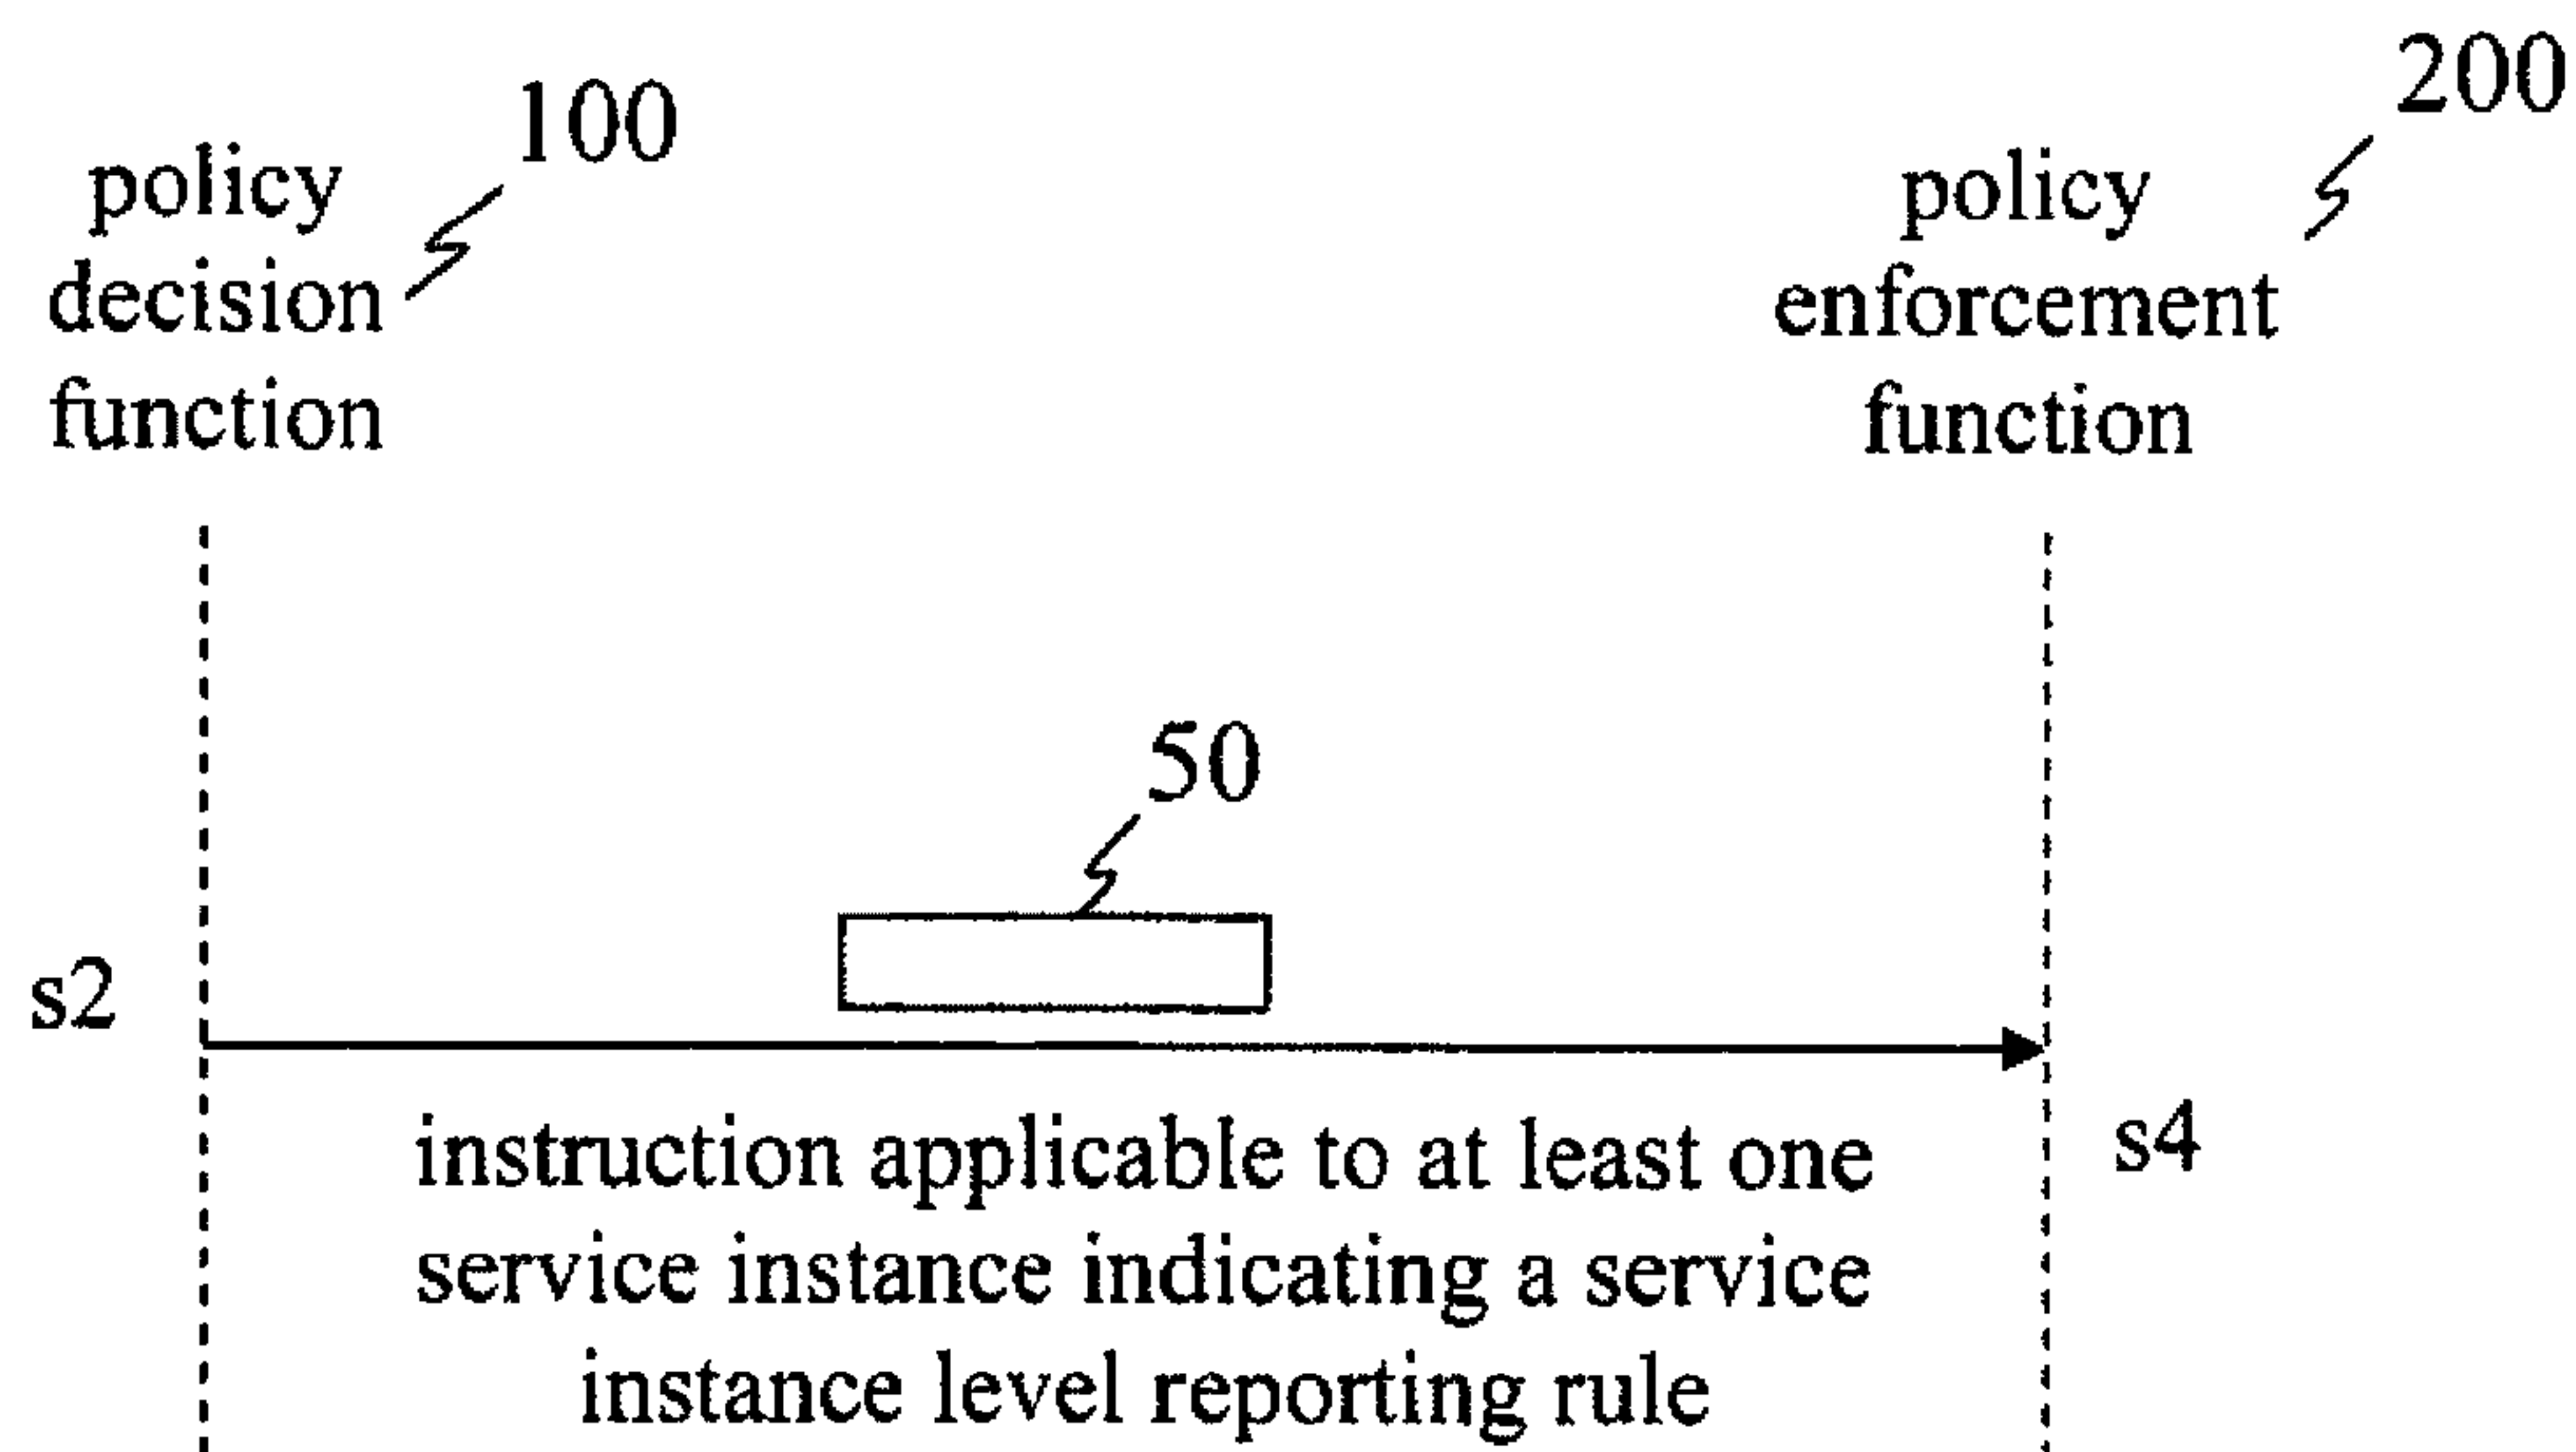 100
policy
decision
function
200
policy
enforcement
function
50
s2
instruction applicable to at least one
service instance indicating a service
instance level reporting rule
s4